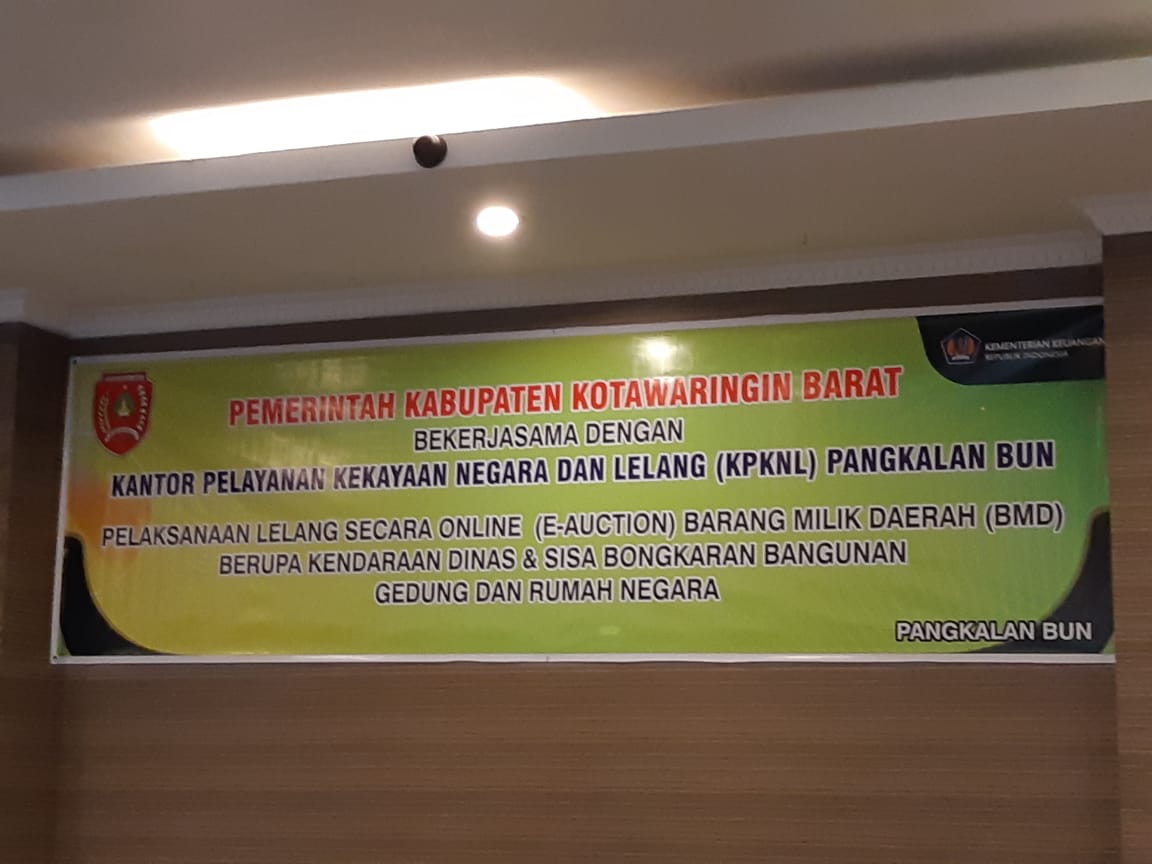 KEMENTERIAN KEUANGAN
REPUBLIK INDONESIA
PEMERINTAH KABUPATEN KOTAWARINGIN BARAT
BEKERJASAMA DENGAN
KANTOR PELAYANAN KEKAYAAN NEGARA DAN LELANG (KPKNL) PANGKALAN BUN
PELAKSANAAN LELANG SECARA ONLINE (E-AUCTION) BARANG MILIK DAERAH (BMD)
BERUPA KENDARAAN DINAS & SISA BONGKARAN BANGUNAN
GEDUNG DAN RUMAH NEGARA
PANGKALAN BUN